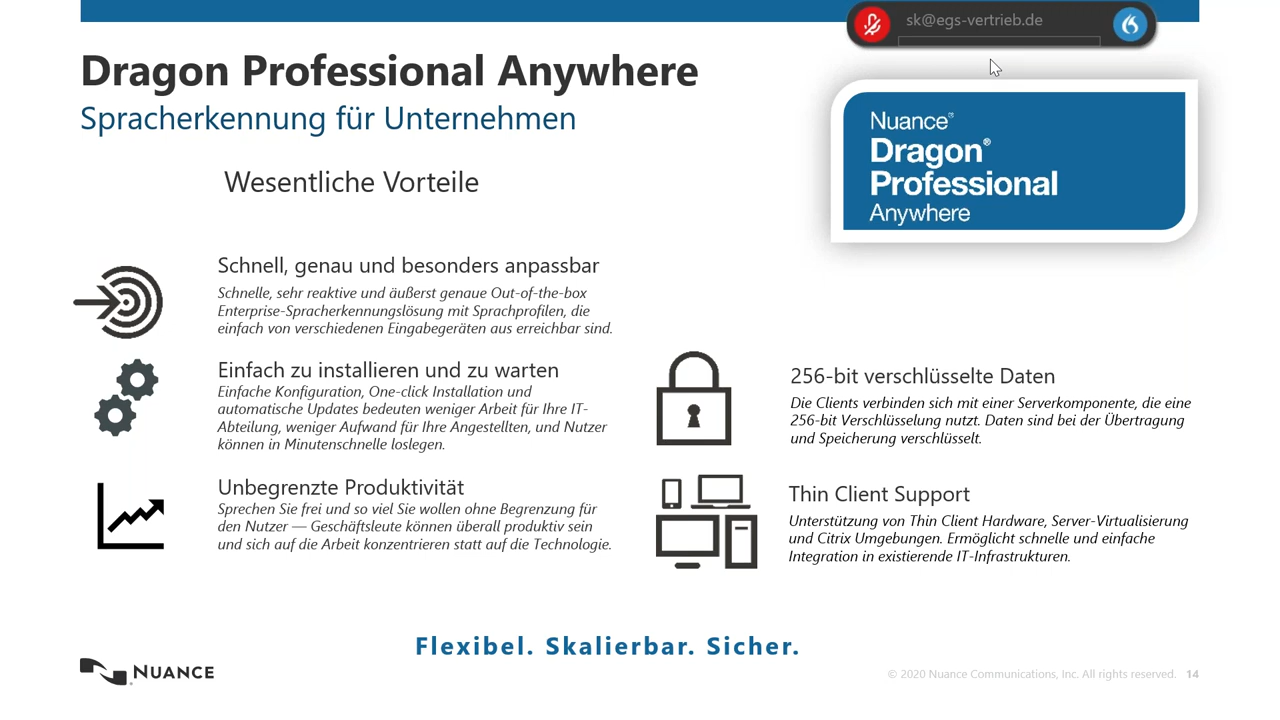 sk@egs-vertrieb.de
Dragon Professional Anywhere
Spracherkennung für Unternehmen
Nuance®
Dragon®
Professional
Anywhere
Wesentliche Vorteile
Schnell, genau und besonders anpassbar
Schnelle, sehr reaktive und äußerst genaue Out-of-the-box
Enterprise-Spracherkennungslösung mit Sprachprofilen, die
einfach von verschiedenen Eingabegeräten aus erreichbar sind.
Einfach zu installieren und zu warten
Einfache Konfiguration, One-click Installation und
automatische Updates bedeuten weniger Arbeit für Ihre IT-
Abteilung, weniger Aufwand für Ihre Angestellten, und Nutzer
können in Minutenschnelle loslegen.
Unbegrenzte Produktivität
Sprechen Sie frei und so viel Sie wollen ohne Begrenzung für
den Nutzer — Geschäftsleute können überall produktiv sein
und sich auf die Arbeit konzentrieren statt auf die Technologie.
256-bit verschlüsselte Daten
Die Clients verbinden sich mit einer Serverkomponente, die eine
256-bit Verschlüsselung nutzt. Daten sind bei der Übertragung
und Speicherung verschlüsselt.
Thin Client Support
Unterstützung von Thin Client Hardware, Server-Virtualisierung
und Citrix Umgebungen. Ermöglicht schnelle und einfache
Integration in existierende IT-Infrastrukturen.
Flexibel. Skalierbar. Sicher.
NUANCE
© 2020 Nuance Communications, Inc. All rights reserved. 14